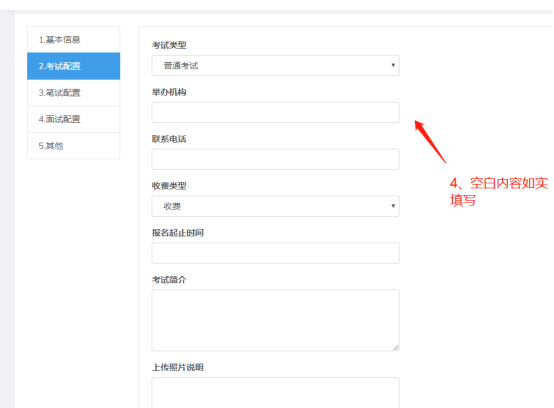 1.基本信息
2.考试配置
3.笔试配置
4.面试配置
5.其他
考试类型
普通考试
举办机构
联系电话
收费类型
收费
报名起止时间
考试简介
上传照片说明
4、空白内容如实
填写